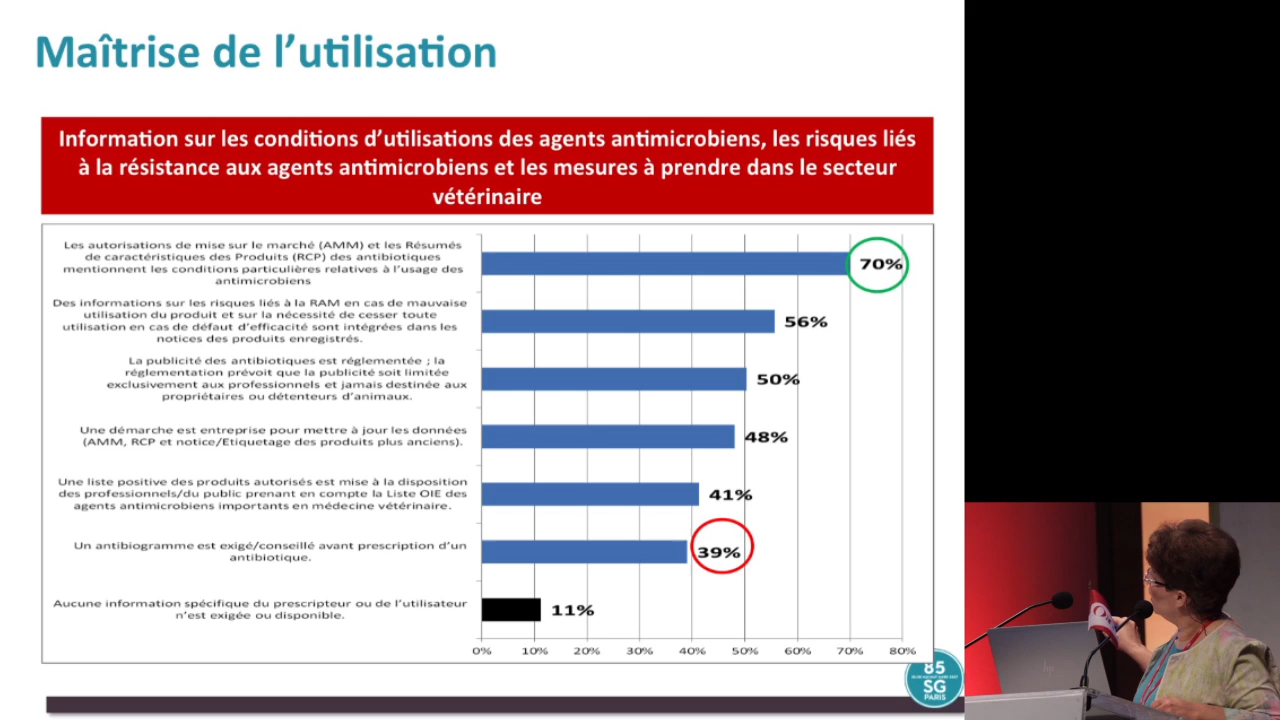 Maîtrise de l'utilisation
Information sur les conditions d'utilisations des agents antimicrobiens, les risques liés
à la résistance aux agents antimicrobiens et les mesures à prendre dans le secteur
vétérinaire
Les autorisations de mise sur le marché (AMM) et les Résumés
de caractéristiques des Produits (RCP) des antibiotiques
mentionnent les conditions particulières relatives à l'usage des
antimicrobiens
70%
Des informations sur les risques liés à la RAM en cas de mauvaise
utilisation du produit et sur la nécessité de cesser toute
utilisation en cas de défaut d'efficacité sont intégrées dans les
notices des produits enregistrés.
56%
La publicité des antibiotiques est réglementée ; la
réglementation prévoit que la publicité soit limitée
exclusivement aux professionnels et jamais destinée aux
propriétaires ou détenteurs d'animaux.
50%
Une démarche est entreprise pour mettre à jour les données
(AMM, RCP et notice/Etiquetage des produits plus anciens).
48%
Une liste positive des produits autorisés est mise à la disposition
des professionnels/du public prenant en compte la Liste OIE des
agents antimicrobiens importants en médecine vétérinaire.
41%
Un antibiogramme est exigé/conseillé avant prescription d'un
antibiotique.
39%
Aucune information spécifique du prescripteur ou de l'utilisateur
n'est exigée ou disponible.
11%
0% 10% 20% 30% 40% 50% 60% 70% 80%
85
SG
PARIS